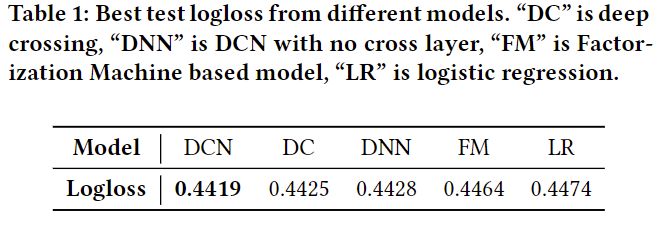 Table 1: Best test logloss from different models. “DC” is deep
crossing, “DNN” is DCN with no cross layer, “FM” is Factor-
ization Machine based model, “LR” is logistic regression.
Model DCN DC DNN FM LR
Logloss 0.4419 0.4425 0.4428 0.4464 0.4474